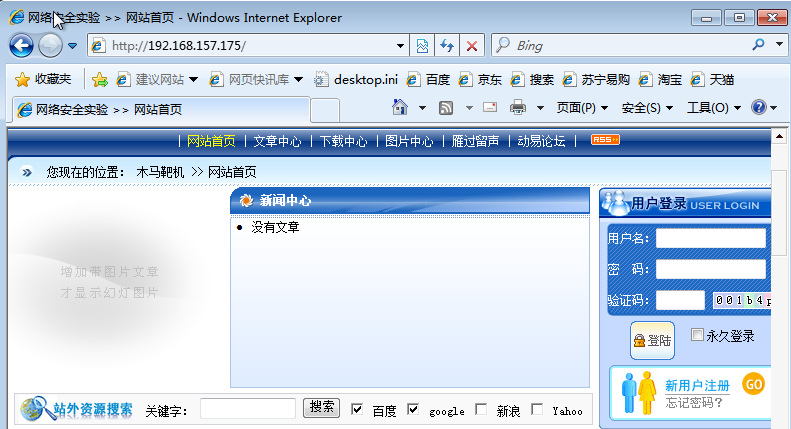 网络安全实验 >> 网站首页 - Windows Internet Explorer
http://192.168.157.175/
Bing
收藏夹 建议网站 网页快讯库 desktop.ini 百度 京东 搜索 苏宁易购 淘宝 天猫
网络安全实验 >> 网站首页
页面(P) 安全(S) 工具(O)
| 网站首页 | 文章中心 | 下载中心 | 图片中心 | 雁过留声 | 动易论坛 | RSS
您现在的位置: 木马靶机 >> 网站首页
新闻中心
没有文章
增加带图片文章
才显示幻灯图片
用户登录 USER LOGIN
用户名:
密 码:
验证码: 001b4p
登陆 永久登录
新用户注册 GO
忘记密码?
站外资源搜索 关键字: 搜索 百度 google 新浪 Yahoo